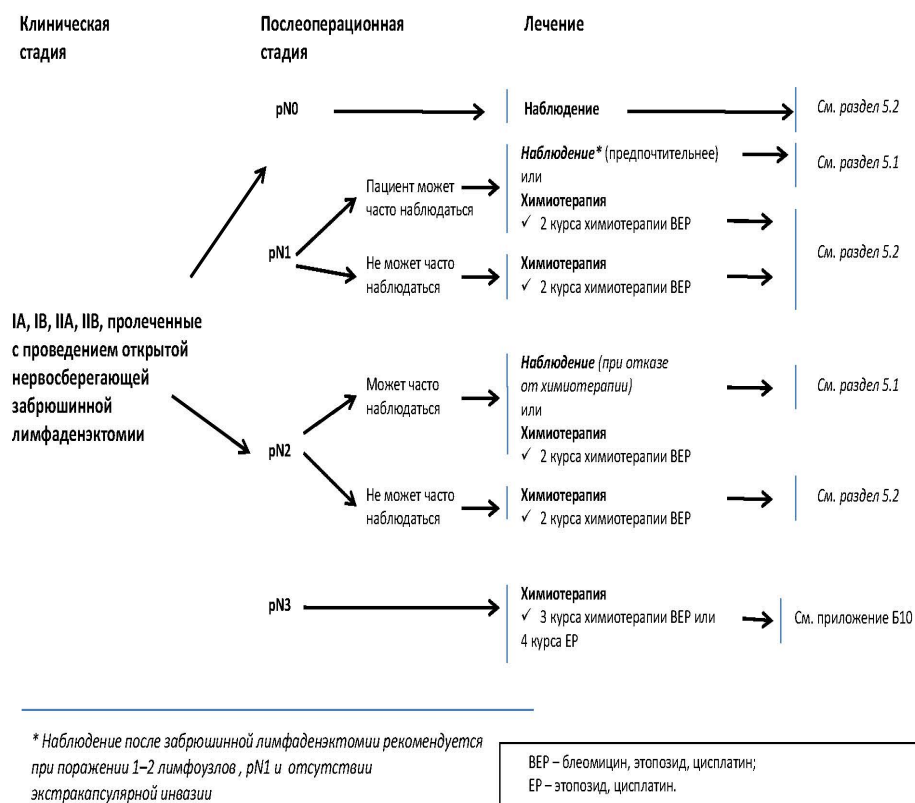 Клиническая
стадия
Послеоперационная
стадия
Лечение
pN0
Наблюдение
См. раздел 5.2
Пациент может
часто наблюдаться
Наблюдение* (предпочтительнее)
или
Химиотерапия
✓ 2 курса химиотерапии BEP
См. раздел 5.1
pN1
Не может часто
наблюдаться
Химиотерапия
✓ 2 курса химиотерапии BEP
См. раздел 5.2
IA, IB, IIA, IIB, пролеченные
с проведением открытой
нервосберегающей
забрюшинной
лимфаденэктомии
Может часто
наблюдаться
Наблюдение (при отказе
от химиотерапии)
или
Химиотерапия
✓ 2 курса химиотерапии BEP
См. раздел 5.1
pN2
Не может часто
наблюдаться
Химиотерапия
✓ 2 курса химиотерапии BEP
См. раздел 5.2
pN3
Химиотерапия
✓ 3 курса химиотерапии BEP или
4 курса EP
См. приложение Б10
* Наблюдение после забрюшинной лимфаденэктомии рекомендуется
при поражении 1–2 лимфоузлов , pN1 и отсутствии
экстракапсулярной инвазии
BEP – блеомицин, этопозид, цисплатин;
EP – этопозид, цисплатин.